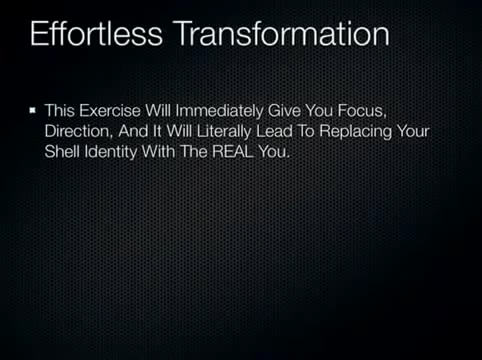 Effortless Transformation
This Exercise Will Immediately Give You Focus,
Direction, And It Will Literally Lead To Replacing Your
Shell Identity With The REAL You.